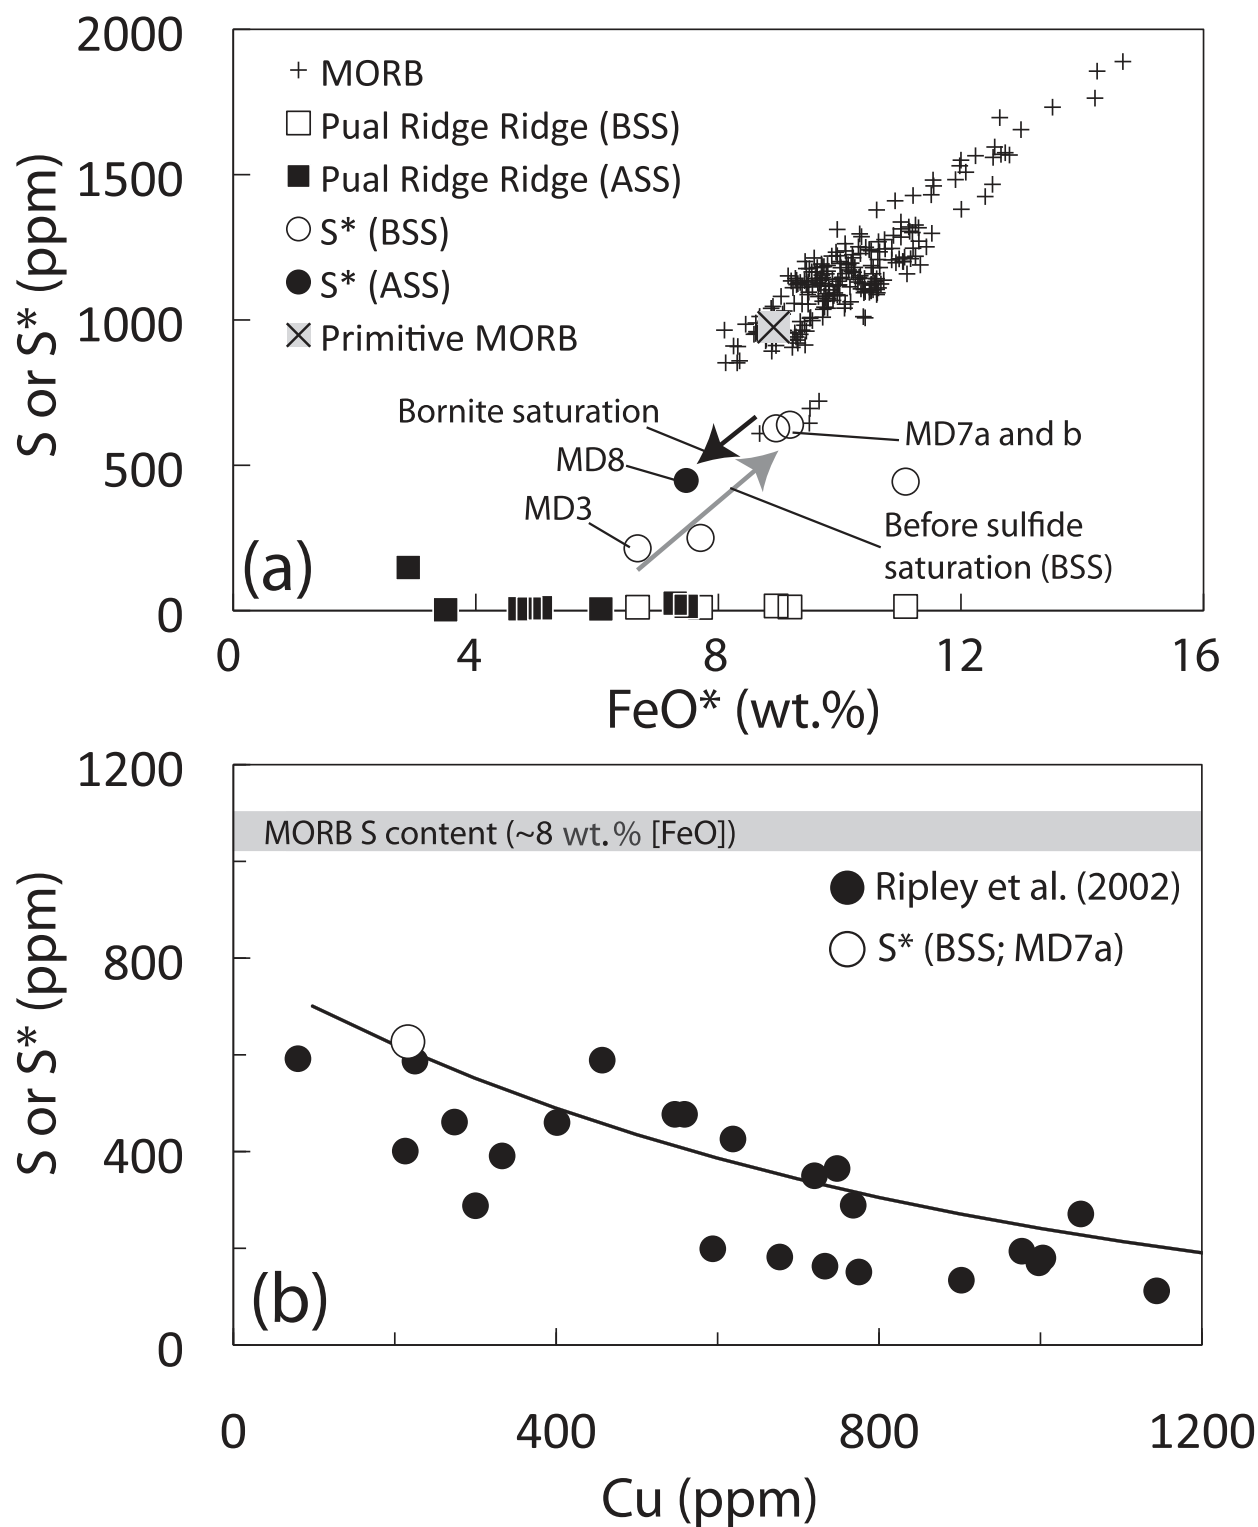 2000
1500
1000
500
0
S or S* (ppm)
MORB
Pual Ridge Ridge (BSS)
Pual Ridge Ridge (ASS)
S* (BSS)
S* (ASS)
Primitive MORB
Bornite saturation
MD8
MD3
MD7a and b
Before sulfide
saturation (BSS)
(a)
0 4 8 12 16
FeO* (wt.%)
1200
800
400
0
S or S* (ppm)
MORB S content (~8 wt.% [FeO])
Ripley et al. (2002)
S* (BSS; MD7a)
(b)
0 400 800 1200
Cu (ppm)